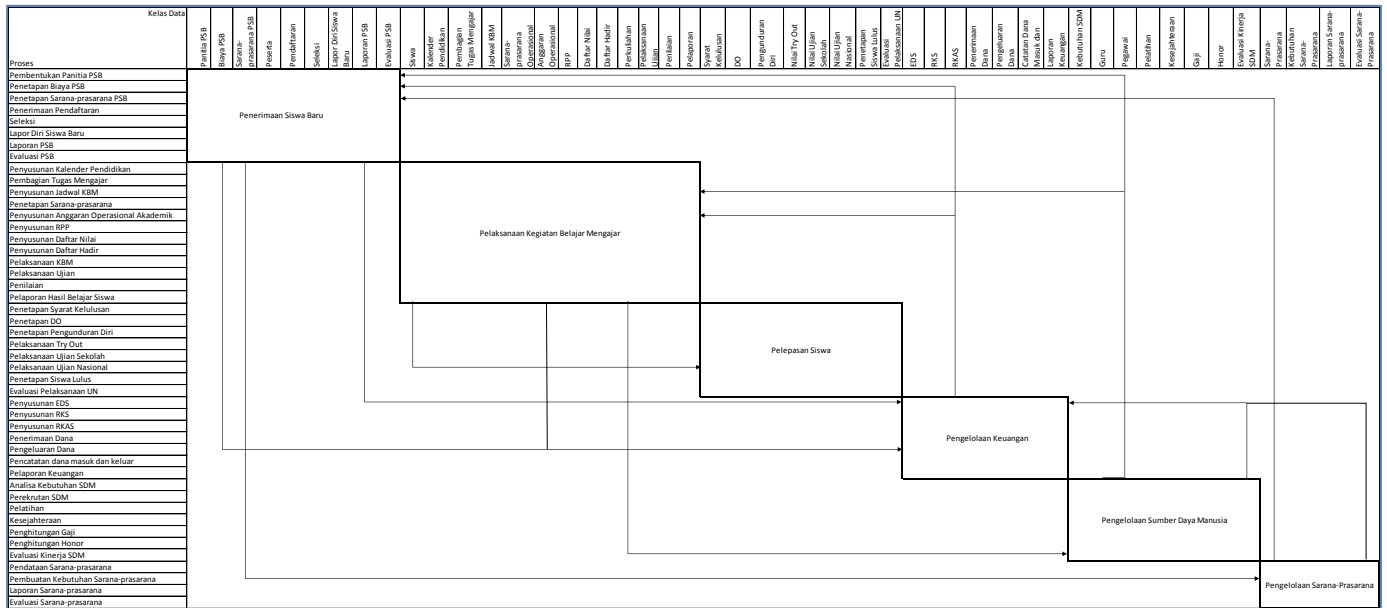 Kelas Data
Proses
Panitia PSB
Biaya PSB
Sarana-
prasarana PSB
Peserta
Pendaftaran
Seleksi
Lapor Diri Siswa
Baru
Laporan PSB
Evaluasi PSB
Siswa
Kalender
Pendidikan
Pembagian
Tugas Mengajar
Jadwal KBM
Sarana-
prasarana
Operasional
Anggaran
Operasional
RPP
Daftar Nilai
Daftar Hadir
Perkuliahan
Pelaksanaan
Ujian
Penilaian
Pelaporan
Syarat
Kelulusan
DO
Pengunduran
Diri
Nilai Try Out
Nilai Ujian
Sekolah
Nilai Ujian
Nasional
Penetapan
Siswa Lulus
Evaluasi
Pelaksanaan UN
EDS
RKS
RKAS
Penerimaan
Dana
Pengeluaran
Dana
Catatan Dana
Masuk dan
Laporan
Keuangan
Kebutuhan SDM
Guru
Pegawai
Pelatihan
Kesejahteraan
Gaji
Honor
Evaluasi Kinerja
SDM
Sarana-
Prasarana
Kebutuhan
Sarana-
Prasarana
Laporan Sarana-
prasarana
Evaluasi Sarana-
Prasarana
Pembentukan Panitia PSB
Penetapan Biaya PSB
Penetapan Sarana-prasarana PSB
Penerimaan Pendaftaran
Seleksi
Lapor Diri Siswa Baru
Laporan PSB
Evaluasi PSB
Penyusunan Kalender Pendidikan
Pembagian Tugas Mengajar
Penyusunan Jadwal KBM
Penetapan Sarana-prasarana
Penyusunan Anggaran Operasional Akademik
Penyusunan RPP
Penyusunan Daftar Nilai
Penyusunan Daftar Hadir
Pelaksanaan KBM
Pelaksanaan Ujian
Penilaian
Pelaporan Hasil Belajar Siswa
Penetapan Syarat Kelulusan
Penetapan DO
Penetapan Pengunduran Diri
Pelaksanaan Try Out
Pelaksanaan Ujian Sekolah
Pelaksanaan Ujian Nasional
Penetapan Siswa Lulus
Evaluasi Pelaksanaan UN
Penyusunan EDS
Penyusunan RKS
Penyusunan RKAS
Penerimaan Dana
Pengeluaran Dana
Pencatatan dana masuk dan keluar
Pelaporan Keuangan
Analisa Kebutuhan SDM
Perekrutan SDM
Pelatihan
Kesejahteraan
Penghitungan Gaji
Penghitungan Honor
Evaluasi Kinerja SDM
Pendataan Sarana-prasarana
Pembuatan Kebutuhan Sarana-prasarana
Laporan Sarana-prasarana
Evaluasi Sarana-prasarana
Penerimaan Siswa Baru
Pelaksanaan Kegiatan Belajar Mengajar
Pelepasan Siswa
Pengelolaan Keuangan
Pengelolaan Sumber Daya Manusia
Pengelolaan Sarana-Prasarana